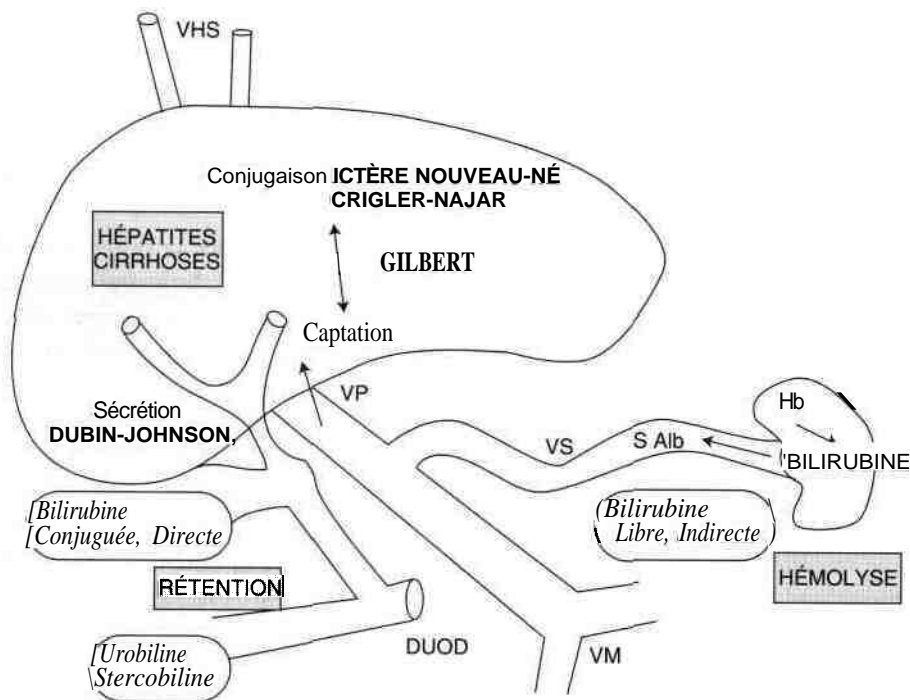 VHS
Conjugaison ICTÈRE NOUVEAU-NÉ
CRIGLER-NAJAR
HÉPATITES
CIRRHOSES
GILBERT
Captation
Sécrétion
DUBIN-JOHNSON,
VP
Hb
VS
S Alb
'BILIRUBINE
[Bilirubine
[Conjuguée, Directe
(Bilirubine
Libre, Indirecte
RÉTENTION
HÉMOLYSE
DUOD
VM
[Urobiline
\Stercobiline